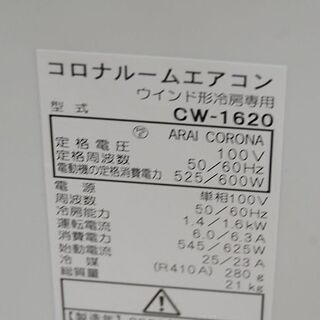 コロナルームエアコン
ウインド形冷房専用
型式 CW-1620
ARAI CORONA
定格電圧 100V
定格周波数 50/60Hz
電動機の定格消費電力 525/600W
電源 単相100V
周波数 50/60Hz
冷房能力 1.4/1.6kW
運転電流 6.0/6.3A
消費電力 545/625W
始動電流 25/23A
冷媒 (R410A) 280g
総質量 21kg
【製造年】